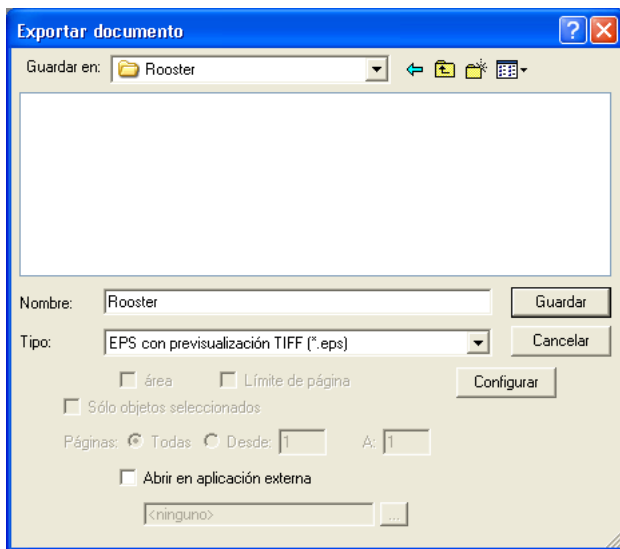 Exportar documento
Guardar en: Rooster
Nombre: Rooster Guardar
Tipo: EPS con previsualización TIFF (*.eps) Cancelar
área Límite de página Configurar
Sólo objetos seleccionados
Páginas: Todas Desde: 1 A: 1
Abrir en aplicación externa
<ninguno> ...